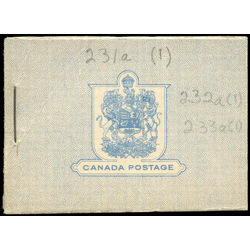 231a (1)
232a(1)
233a(1)
CANADA POSTAGE